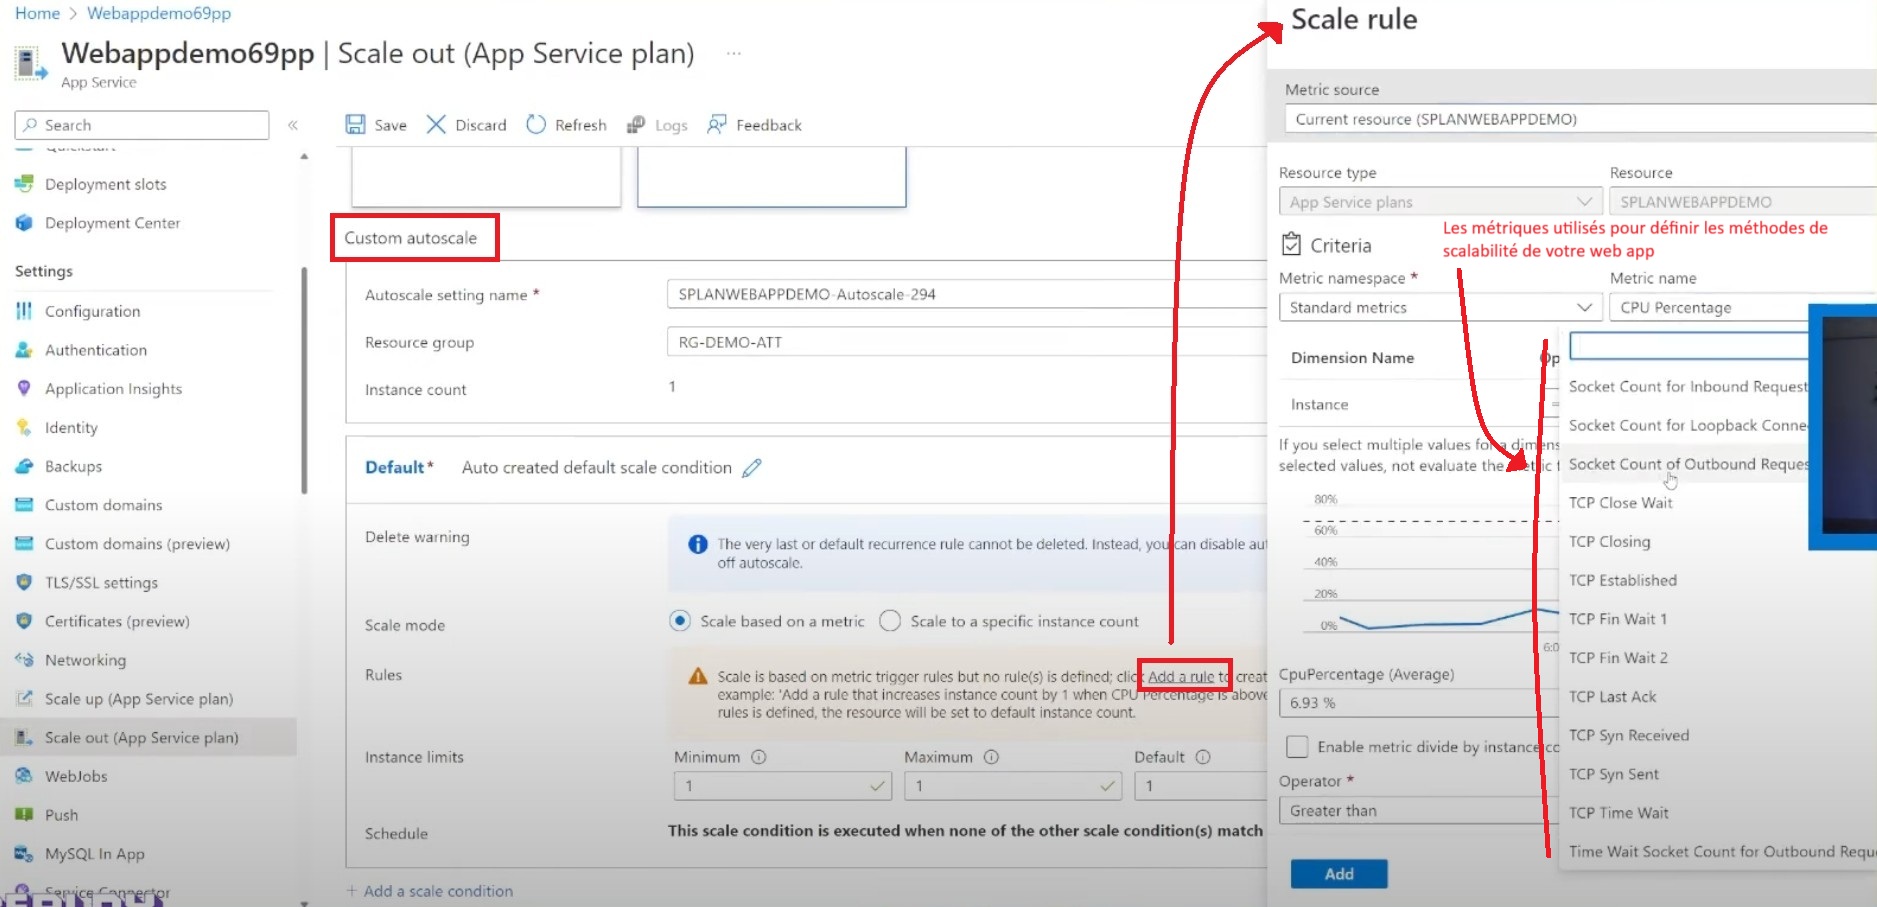 Home > Webappdemo69pp
Webappdemo69pp | Scale out (App Service plan) ...
App Service
Search «
Quickstart
Deployment slots
Deployment Center
Settings
Configuration
Authentication
Application Insights
Identity
Backups
Custom domains
Custom domains (preview)
TLS/SSL settings
Certificates (preview)
Networking
Scale up (App Service plan)
Scale out (App Service plan)
WebJobs
Push
MySQL In App
Service Connector
Save Discard Refresh Logs Feedback
Custom autoscale
Autoscale setting name * SPLANWEBAPPDEMO-Autoscale-294
Resource group RG-DEMO-ATT
Instance count 1
Default* Auto created default scale condition
Delete warning
The very last or default recurrence rule cannot be deleted. Instead, you can disable aut
off autoscale.
Scale mode Scale based on a metric Scale to a specific instance count
Rules
Scale is based on metric trigger rules but no rule(s) is defined; click Add a rule to creat
example: 'Add a rule that increases instance count by 1 when CPU Percentage is above
rules is defined, the resource will be set to default instance count.
Instance limits
Minimum Maximum Default
1 1 1
Schedule This scale condition is executed when none of the other scale condition(s) match
+ Add a scale condition
Scale rule
Metric source
Current resource (SPLANWEBAPPDEMO)
Resource type Resource
App Service plans SPLANWEBAPPDEMO
Les métriques utilisés pour définir les méthodes de
scalabilité de votre web app
Criteria
Metric namespace * Metric name
Standard metrics CPU Percentage
Dimension Name Op
Instance =
If you select multiple values for a dimens
selected values, not evaluate the metric f
80%
60%
40%
20%
0%
6:0
CpuPercentage (Average)
6.93 %
Enable metric divide by instance co
Operator *
Greater than
Add
Socket Count for Inbound Request
Socket Count for Loopback Conne
Socket Count of Outbound Reques
TCP Close Wait
TCP Closing
TCP Established
TCP Fin Wait 1
TCP Fin Wait 2
TCP Last Ack
TCP Syn Received
TCP Syn Sent
TCP Time Wait
Time Wait Socket Count for Outbound Requ